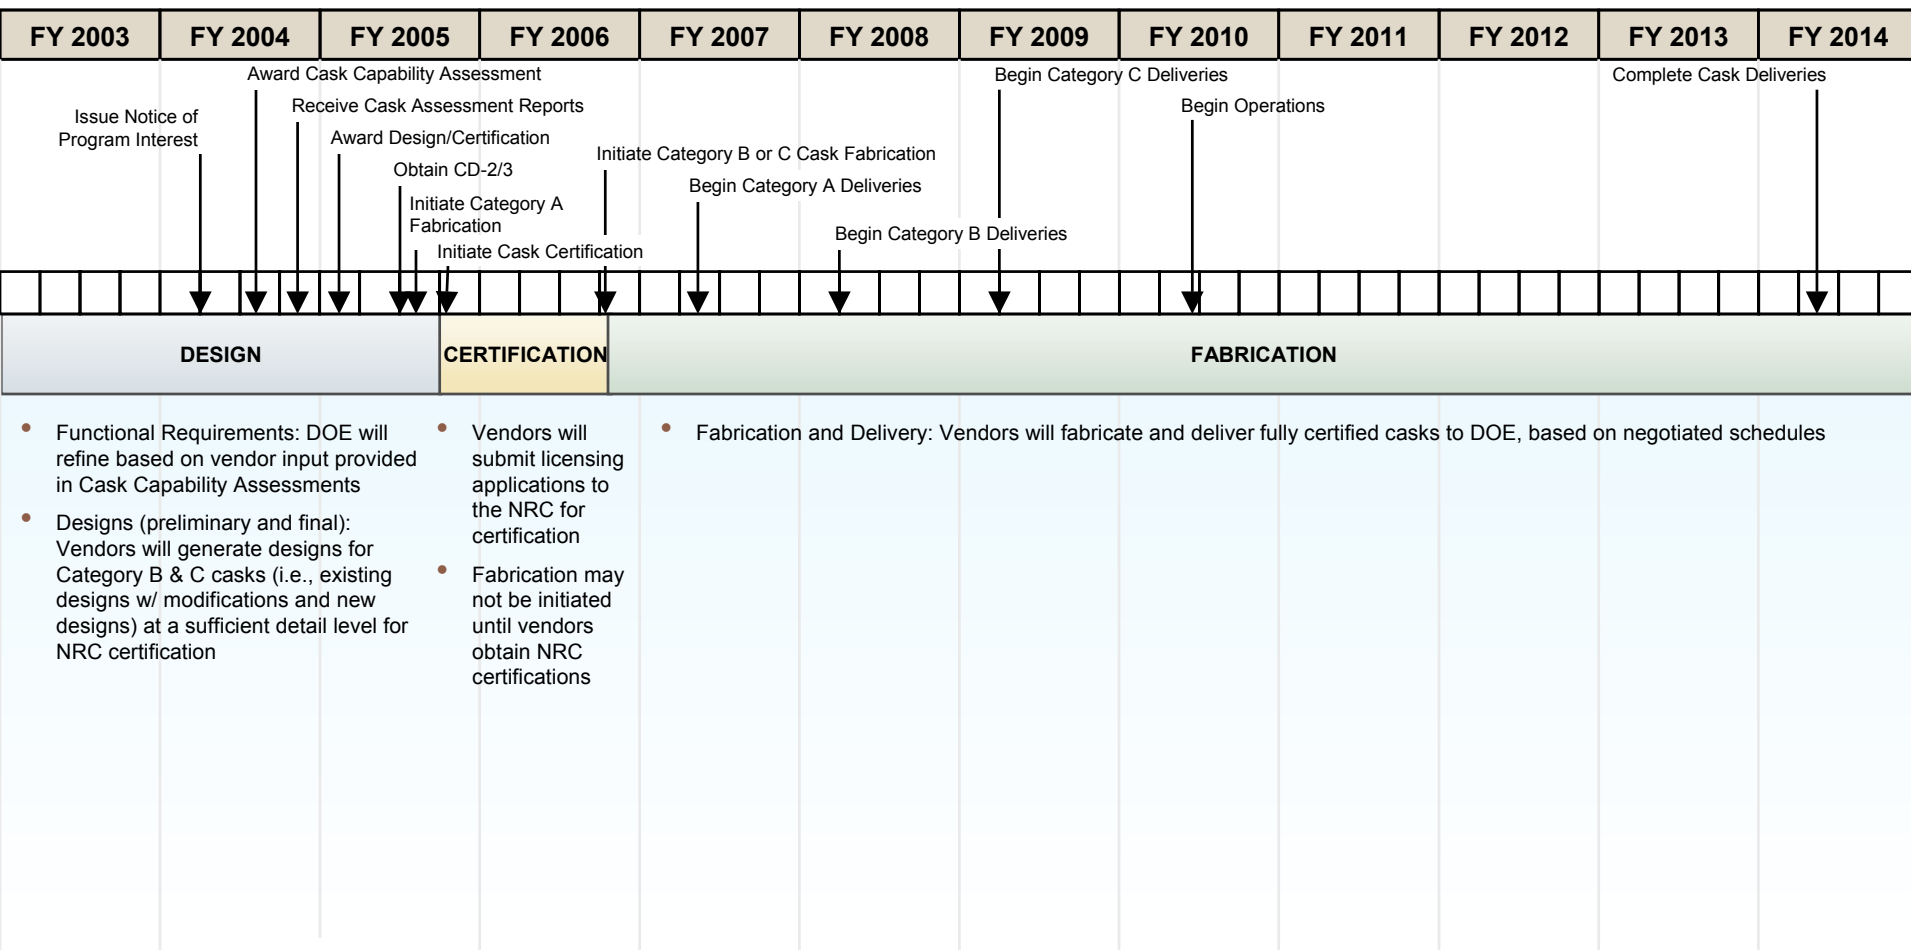 FY 2003 FY 2004 FY 2005 FY 2006 FY 2007 FY 2008 FY 2009 FY 2010 FY 2011 FY 2012 FY 2013 FY 2014
Award Cask Capability Assessment
Begin Category C Deliveries
Complete Cask Deliveries
Receive Cask Assessment Reports
Begin Operations
Issue Notice of
Program Interest
Award Design/Certification
Initiate Category B or C Cask Fabrication
Obtain CD-2/3
Begin Category A Deliveries
Initiate Category A
Fabrication
Begin Category B Deliveries
Initiate Cask Certification
DESIGN
CERTIFICATION
FABRICATION
• Functional Requirements: DOE will
refine based on vendor input provided
in Cask Capability Assessments
• Designs (preliminary and final):
Vendors will generate designs for
Category B & C casks (i.e., existing
designs w/ modifications and new
designs) at a sufficient detail level for
NRC certification
• Vendors will
submit licensing
applications to
the NRC for
certification
• Fabrication may
not be initiated
until vendors
obtain NRC
certifications
• Fabrication and Delivery: Vendors will fabricate and deliver fully certified casks to DOE, based on negotiated schedules